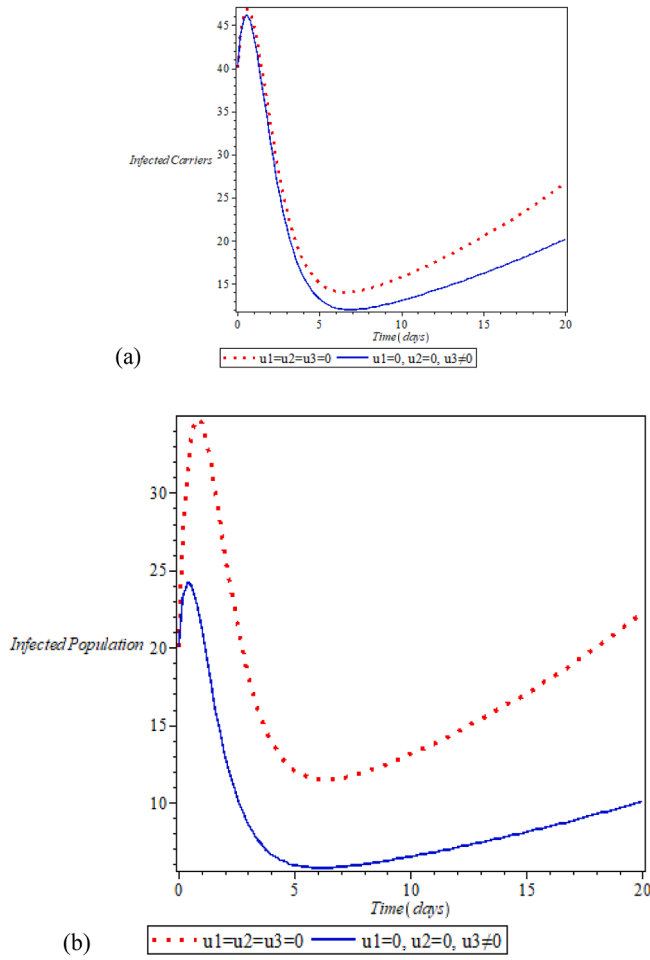 45
40
35
30
Infected Carriers
25
20
15
0 5 10 15 20
Time (days)
(a)
u1=u2=u3=0 u1=0, u2=0, u3≠0
30
25
20
Infected Population
15
10
0 5 10 15 20
Time (days)
(b)
u1=u2=u3=0 u1=0, u2=0, u3≠0